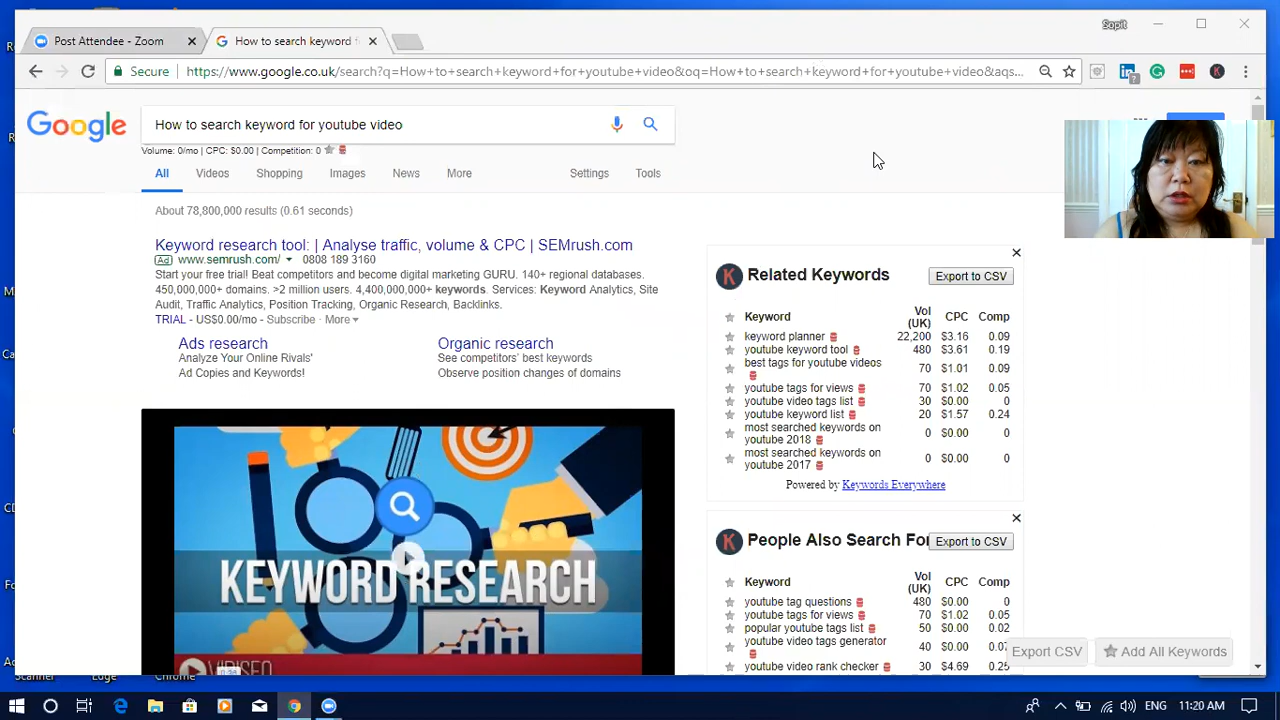 Sopit
Post Attendee - Zoom
How to search keyword f
Secure
https://www.google.co.uk/search?q=How+to+search+keyword+for+youtube+video&oq=How+to+search+keyword+for+youtube+video&aqs...
Google
How to search keyword for youtube video
Volume: 0/mo | CPC: $0.00 | Competition: 0
All Videos Shopping Images News More Settings Tools
About 78,800,000 results (0.61 seconds)
Keyword research tool: | Analyse traffic, volume & CPC | SEMrush.com
Ad www.semrush.com/ 0808 189 3160
Start your free trial! Beat competitors and become digital marketing GURU. 140+ regional databases.
450,000,000+ domains. >2 million users. 4,400,000,000+ keywords. Services: Keyword Analytics, Site
Audit, Traffic Analytics, Position Tracking, Organic Research, Backlinks.
TRIAL - US$0.00/mo - Subscribe - More
Ads research
Analyze Your Online Rivals'
Ad Copies and Keywords!
Organic research
See competitors' best keywords
Observe position changes of domains
KEYWORD RESEARCH
K Related Keywords Export to CSV
Keyword Vol (UK) CPC Comp
keyword planner 22,200 $3.16 0.09
youtube keyword tool 480 $3.61 0.19
best tags for youtube videos 70 $1.01 0.09
youtube tags for views 70 $1.02 0.05
youtube video tags list 30 $0.00 0
youtube keyword list 20 $1.57 0.24
most searched keywords on
youtube 2018 0 $0.00 0
most searched keywords on
youtube 2017 0 $0.00 0
Powered by Keywords Everywhere
K People Also Search For Export to CSV
Keyword Vol (UK) CPC Comp
youtube tag questions 480 $0.00 0
youtube tags for views 70 $1.02 0.05
popular youtube tags list 50 $0.00 0.02
youtube video tags generator 40 $0.00
youtube video rank checker 30 $4.69 0.25
Export CSV
Add All Keywords
Scanner Edge Chrome
ENG 11:20 AM